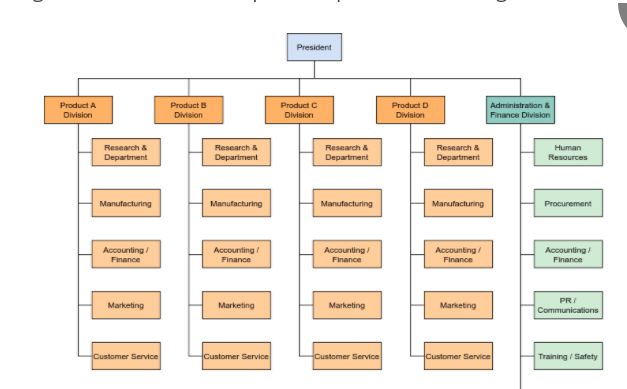 President
Product A
Division
Product B
Division
Product C
Division
Product D
Division
Administration &
Finance Division
Research &
Department
Research &
Department
Research &
Department
Research &
Department
Human
Resources
Manufacturing
Manufacturing
Manufacturing
Manufacturing
Procurement
Accounting /
Finance
Accounting /
Finance
Accounting /
Finance
Accounting /
Finance
Accounting /
Finance
Marketing
Marketing
Marketing
Marketing
PR /
Communications
Customer Service
Customer Service
Customer Service
Customer Service
Training / Safety